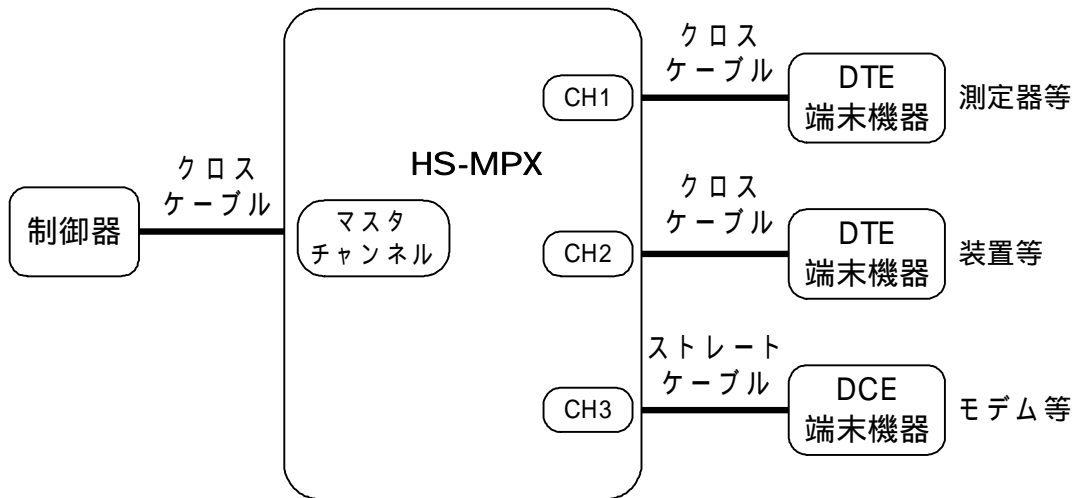 クロス
ケーブル
制御器
HS-MPX
マスタ
チャンネル
CH1
クロス
ケーブル
DTE
端末機器
測定器等
CH2
クロス
ケーブル
DTE
端末機器
装置等
CH3
ストレート
ケーブル
DCE
端末機器
モデム等